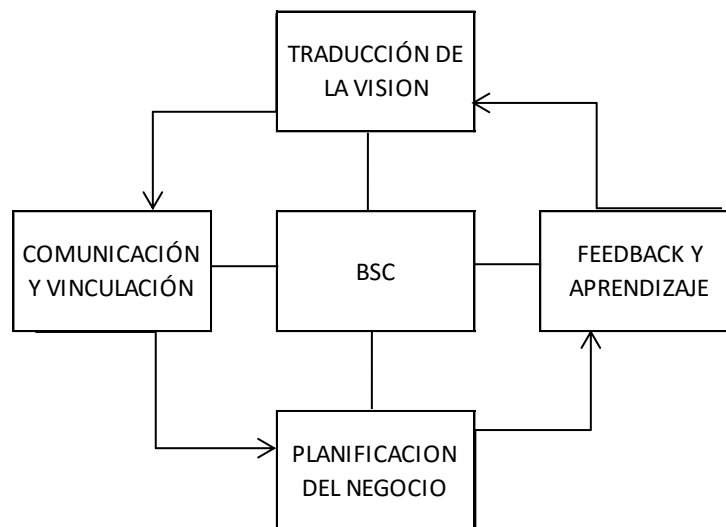 TRADUCCIÓN DE
LA VISION
COMUNICACIÓN
Y VINCULACIÓN
BSC
FEEDBACK Y
APRENDIZAJE
PLANIFICACION
DEL NEGOCIO